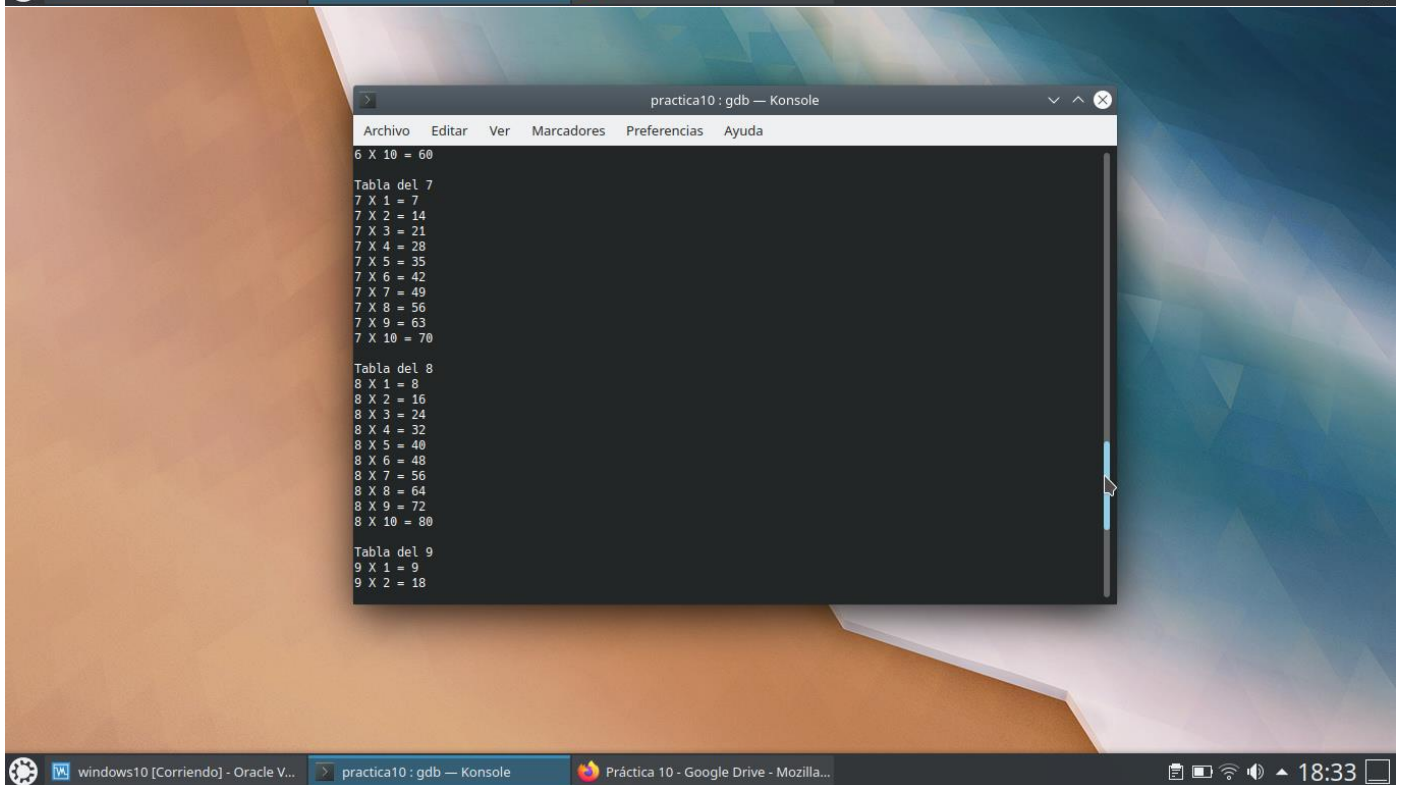 practica10 : gdb — Konsole
Archivo Editar Ver Marcadores Preferencias Ayuda
6 X 10 = 60
Tabla del 7
7 X 1 = 7
7 X 2 = 14
7 X 3 = 21
7 X 4 = 28
7 X 5 = 35
7 X 6 = 42
7 X 7 = 49
7 X 8 = 56
7 X 9 = 63
7 X 10 = 70
Tabla del 8
8 X 1 = 8
8 X 2 = 16
8 X 3 = 24
8 X 4 = 32
8 X 5 = 40
8 X 6 = 48
8 X 7 = 56
8 X 8 = 64
8 X 9 = 72
8 X 10 = 80
Tabla del 9
9 X 1 = 9
9 X 2 = 18
windows10 [Corriendo] - Oracle V... practica10 : gdb — Konsole Práctica 10 - Google Drive - Mozilla... 18:33